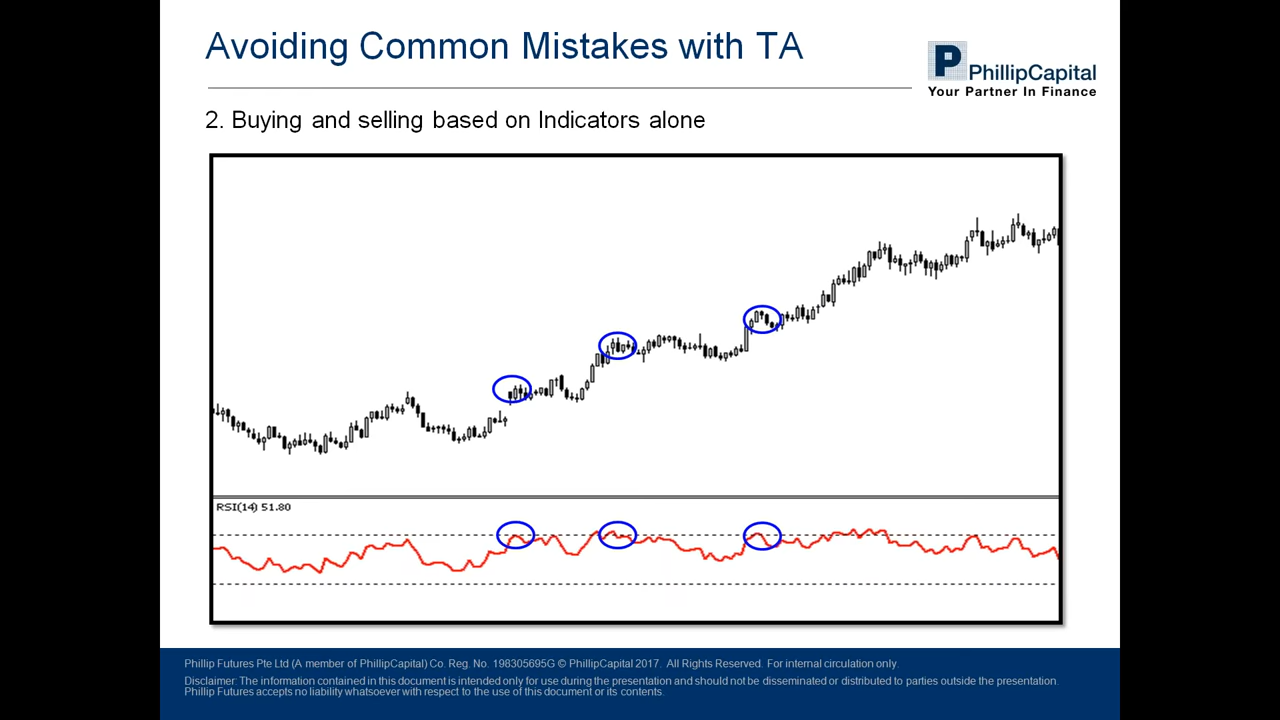 Avoiding Common Mistakes with TA
P PhillipCapital
Your Partner In Finance
2. Buying and selling based on Indicators alone
RSI(14) 51.80
Phillip Futures Pte Ltd (A member of PhillipCapital) Co. Reg. No. 198305695G © PhillipCapital 2017. All Rights Reserved. For internal circulation only.
Disclaimer: The information contained in this document is intended only for use during the presentation and should not be disseminated or distributed to parties outside the presentation.
Phillip Futures accepts no liability whatsoever with respect to the use of this document or its contents.